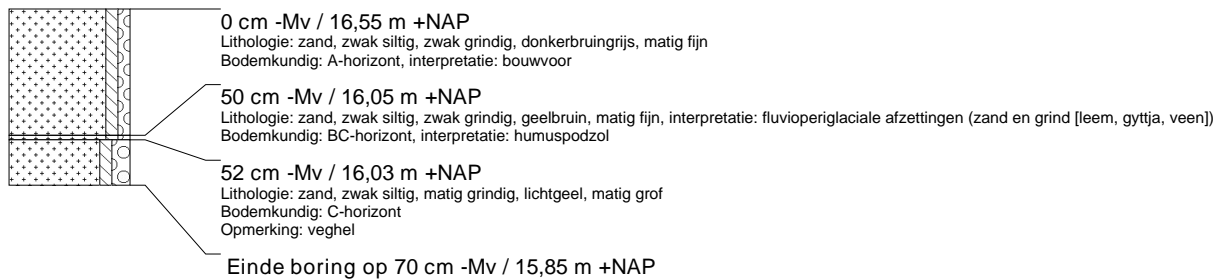 0 cm -Mv / 16,55 m +NAP
Lithologie: zand, zwak siltig, zwak grindig, donkerbruingrijs, matig fijn
Bodemkundig: A-horizont, interpretatie: bouwvoor
50 cm -Mv / 16,05 m +NAP
Lithologie: zand, zwak siltig, zwak grindig, geelbruin, matig fijn, interpretatie: fluvioperiglaciale afzettingen (zand en grind [leem, gyttja, veen])
Bodemkundig: BC-horizont, interpretatie: humuspodzol
52 cm -Mv / 16,03 m +NAP
Lithologie: zand, zwak siltig, matig grindig, lichtgeel, matig grof
Bodemkundig: C-horizont
Opmerking: veghel
Einde boring op 70 cm -Mv / 15,85 m +NAP